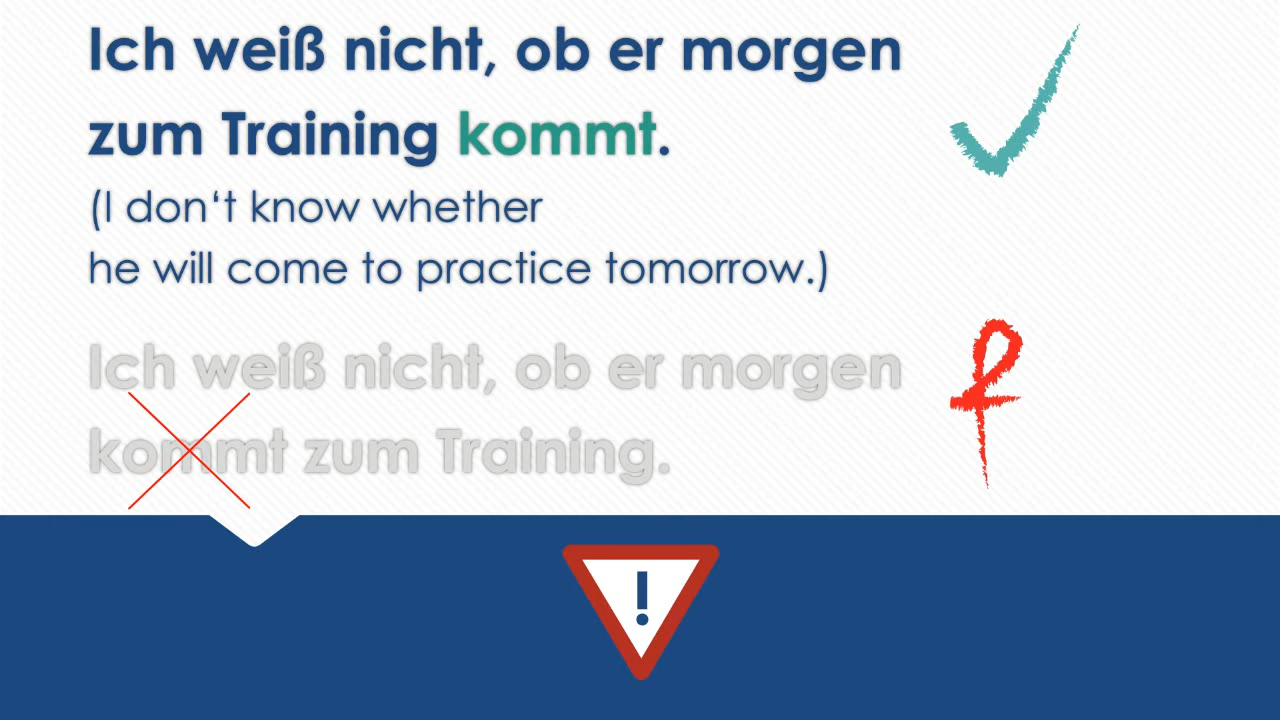 Ich weiß nicht, ob er morgen
zum Training kommt.
(I don‘t know whether
he will come to practice tomorrow.)
Ich weiß nicht, ob er morgen
kommt zum Training.
!